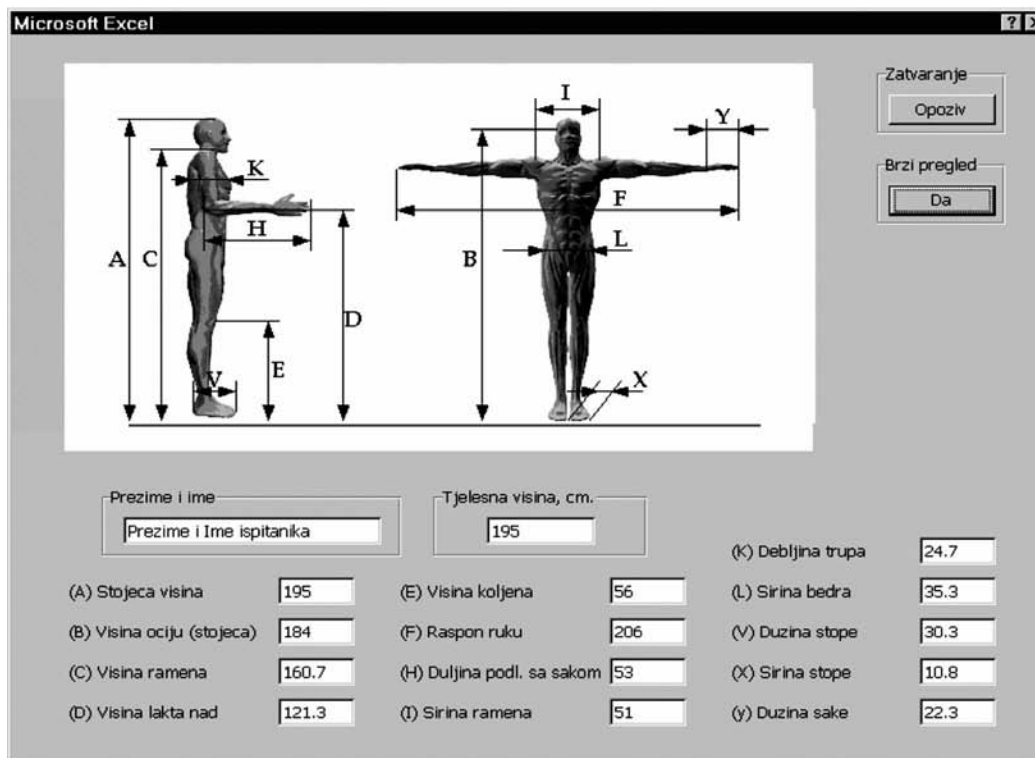 Microsoft Excel
Zatvaranje
Opoziv
Brzi pregled
Da
I
Y
K
F
H
A
C
B
L
D
E
V
X
Prezime i ime
Prezime i Ime ispitanika
Tjelesna visina, cm.
195
(A) Stojeca visina 195
(B) Visina ociju (stojeca) 184
(C) Visina ramena 160.7
(D) Visina lakta nad 121.3
(E) Visina koljena 56
(F) Raspon ruku 206
(H) Duljina podl. sa sakom 53
(I) Sirina ramena 51
(K) Debljina trupa 24.7
(L) Sirina bedra 35.3
(V) Duzina stope 30.3
(X) Sirina stope 10.8
(y) Duzina sake 22.3